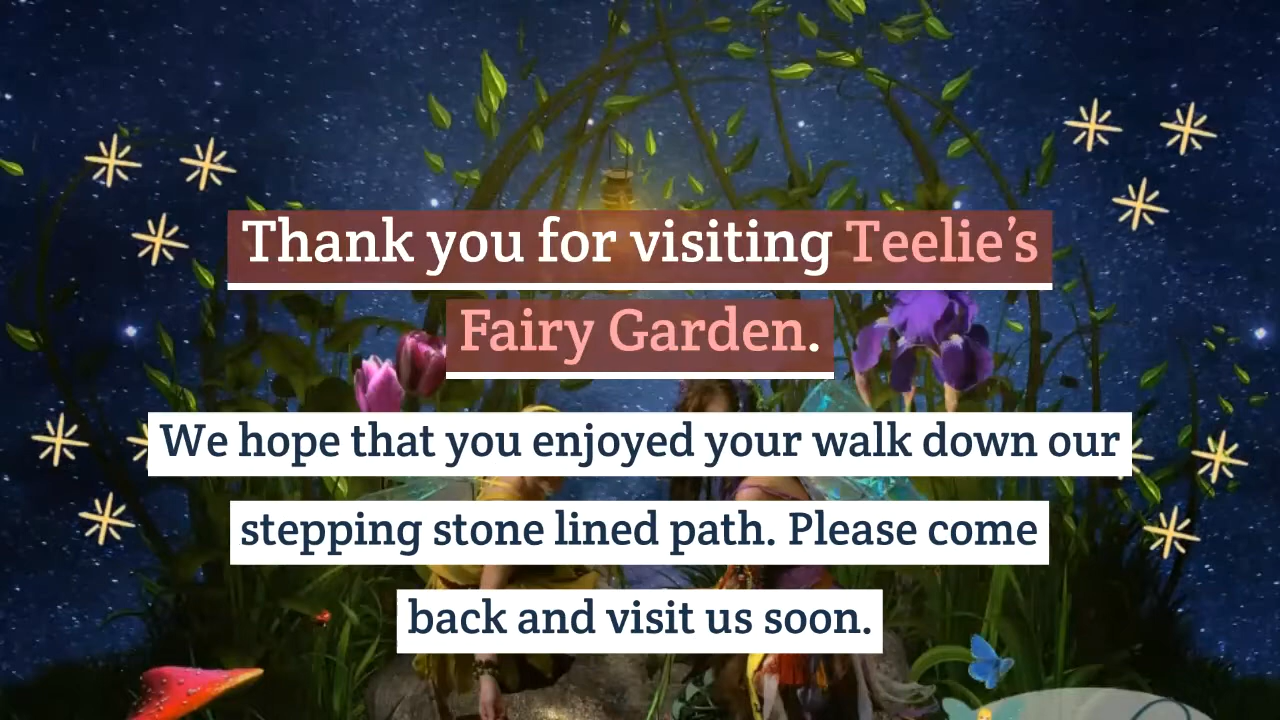 Thank you for visiting Teelie’s
Fairy Garden.
We hope that you enjoyed your walk down our
stepping stone lined path. Please come
back and visit us soon.